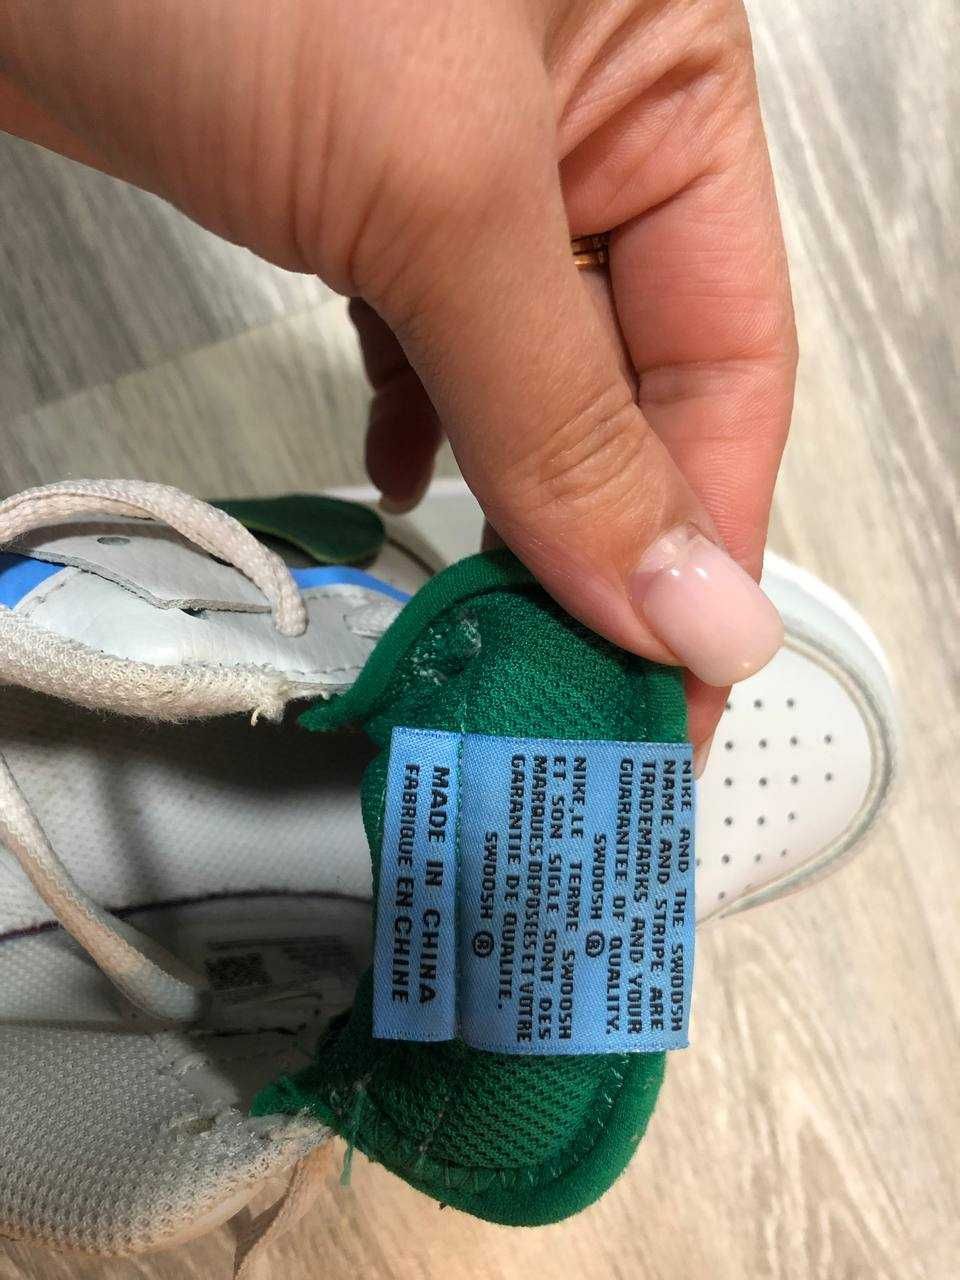 NIKE AND THE SWOOSH
NAME AND STRIPE ARE
TRADEMARKS AND YOUR
GUARANTEE OF QUALITY.
SWOOSH ®
NIKE,LE TERME SWOOSH
ET SON SIGLE SONT DES
MARQUES DEPOSEES ET VOTRE
GARANTIE DE QUALITE.
SWOOSH ®
MADE IN CHINA
FABRIQUE EN CHINE